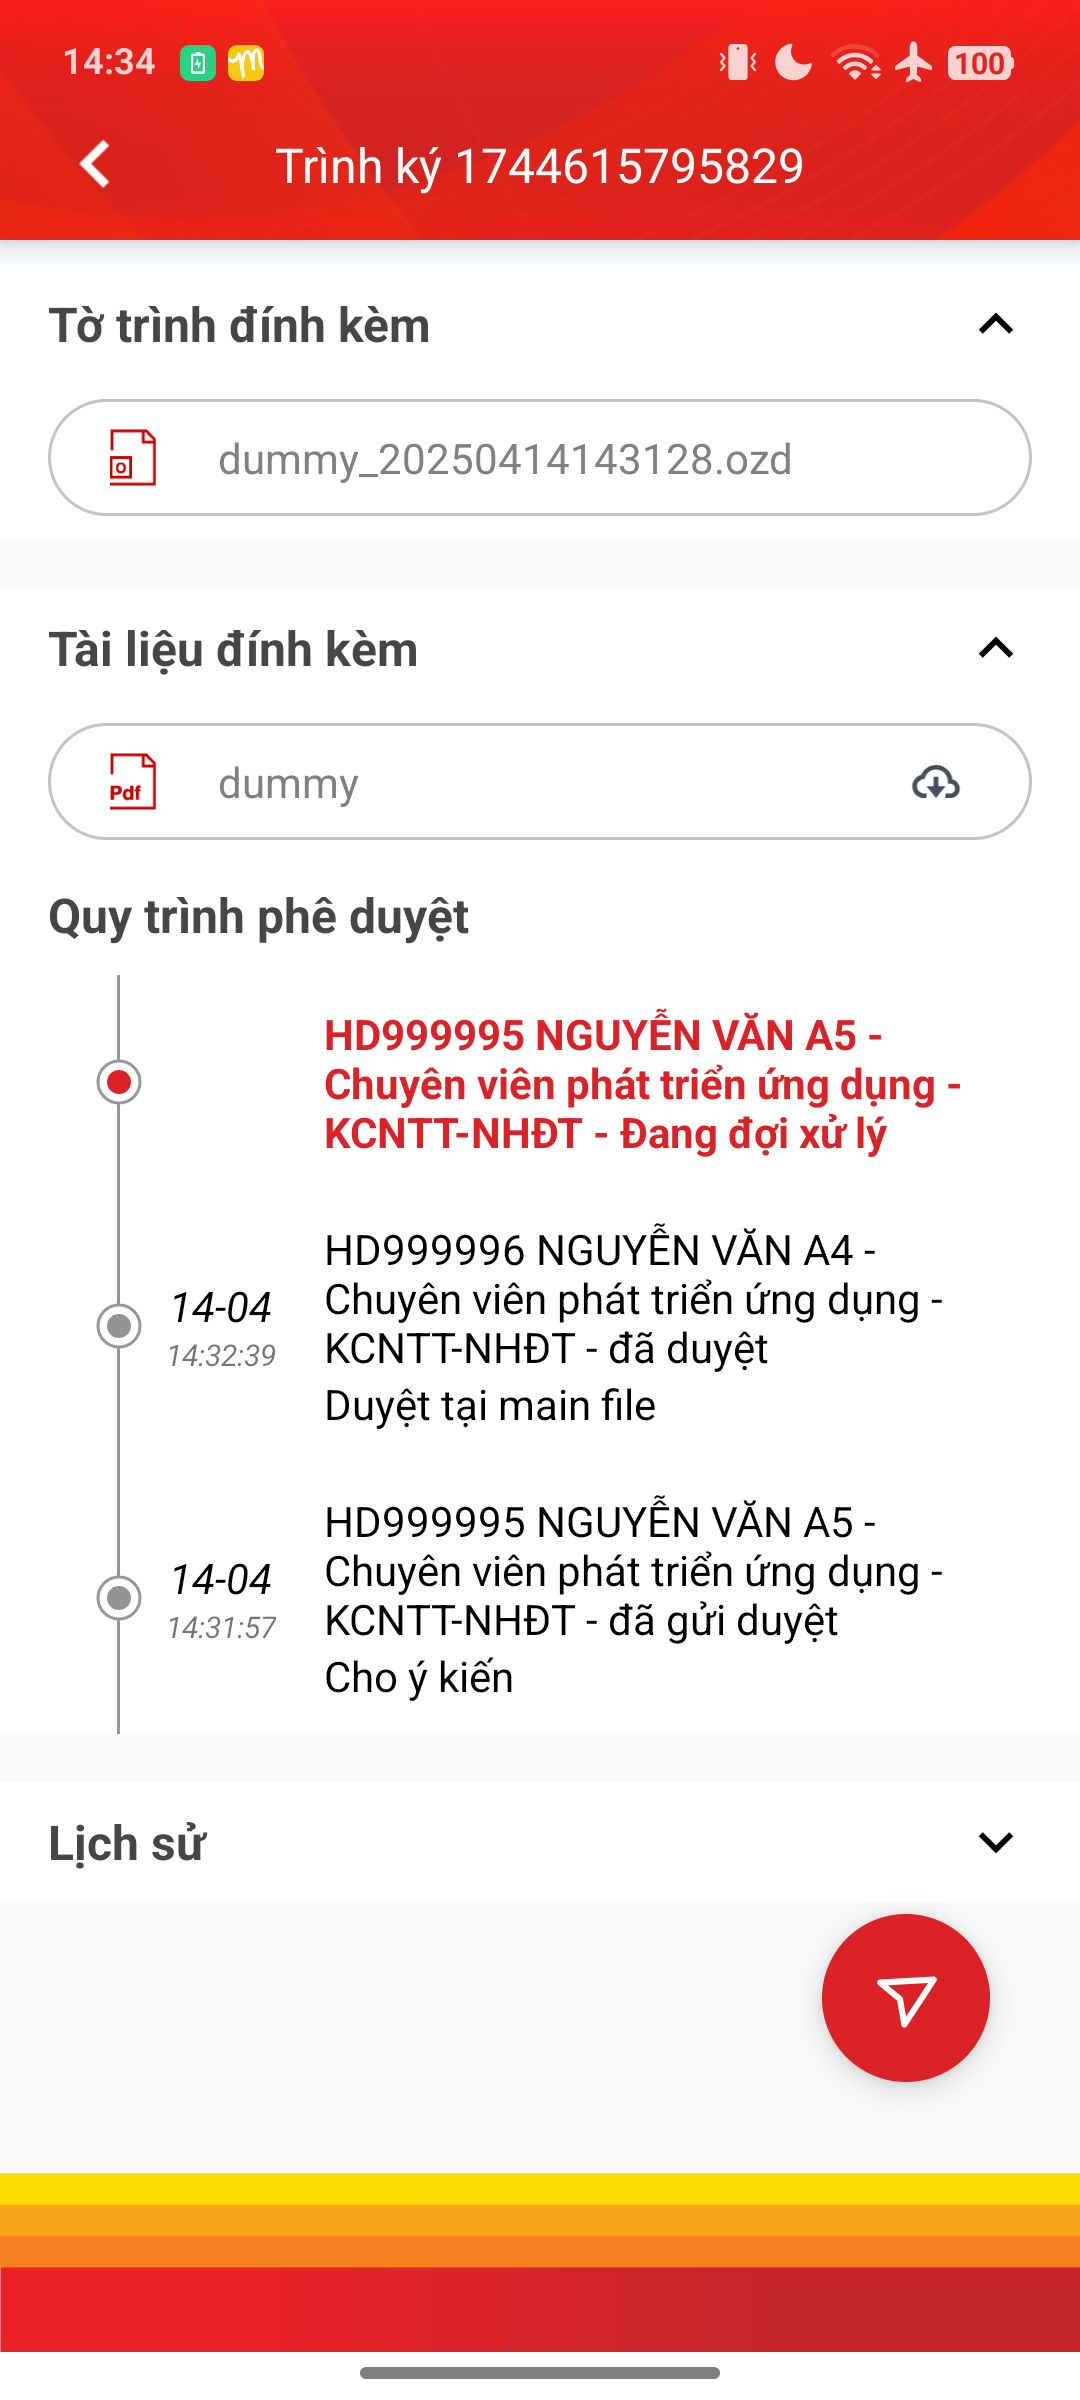 14:34
100
Trình ký 1744615795829
Tờ trình đính kèm
O
dummy_20250414143128.ozd
Tài liệu đính kèm
Pdf
dummy
Quy trình phê duyệt
HD999995 NGUYỄN VĂN A5 -
Chuyên viên phát triển ứng dụng -
KCNTT-NHĐT - Đang đợi xử lý
14-04
14:32:39
HD999996 NGUYỄN VĂN A4 -
Chuyên viên phát triển ứng dụng -
KCNTT-NHĐT - đã duyệt
Duyệt tại main file
14-04
14:31:57
HD999995 NGUYỄN VĂN A5 -
Chuyên viên phát triển ứng dụng -
KCNTT-NHĐT - đã gửi duyệt
Cho ý kiến
Lịch sử